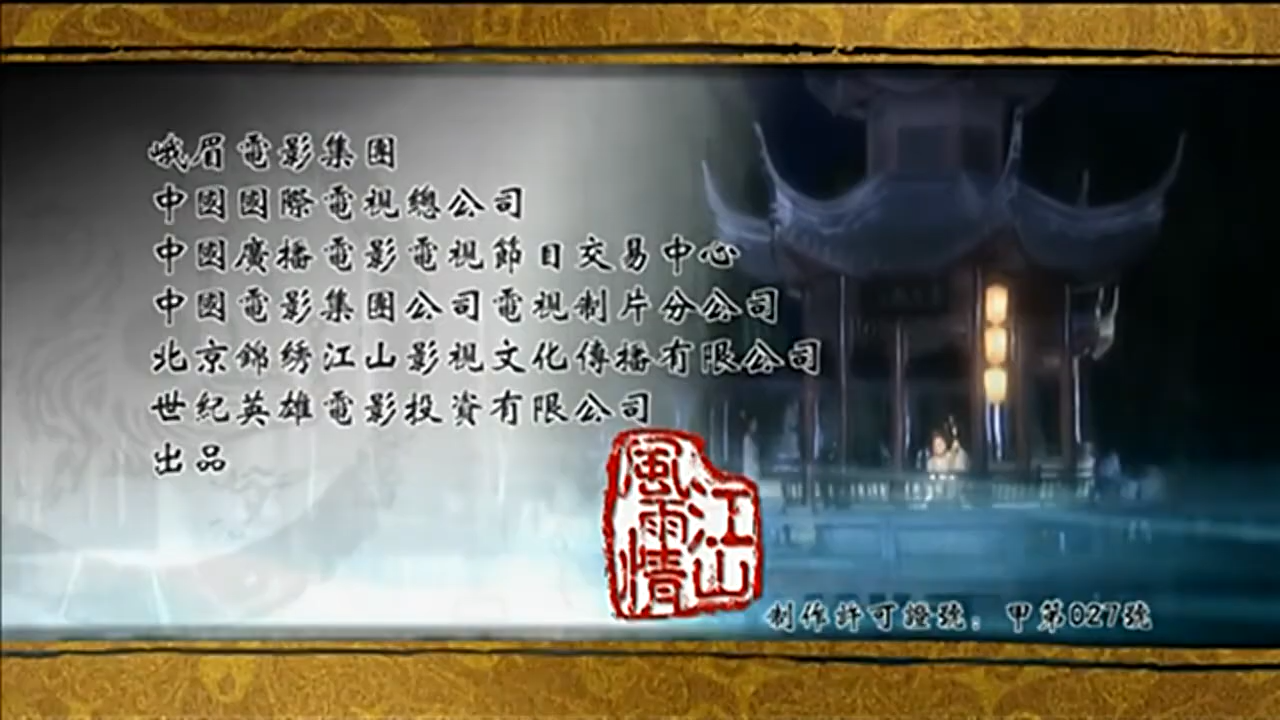 峨眉電影集團
中國國際電視總公司
中國廣播電影電視節目交易中心
中國電影集團公司電視制片分公司
北京錦綉江山影視文化傳播有限公司
世紀英雄電影投資有限公司
出品
江山
風雨情
制作許可證號：甲第027號